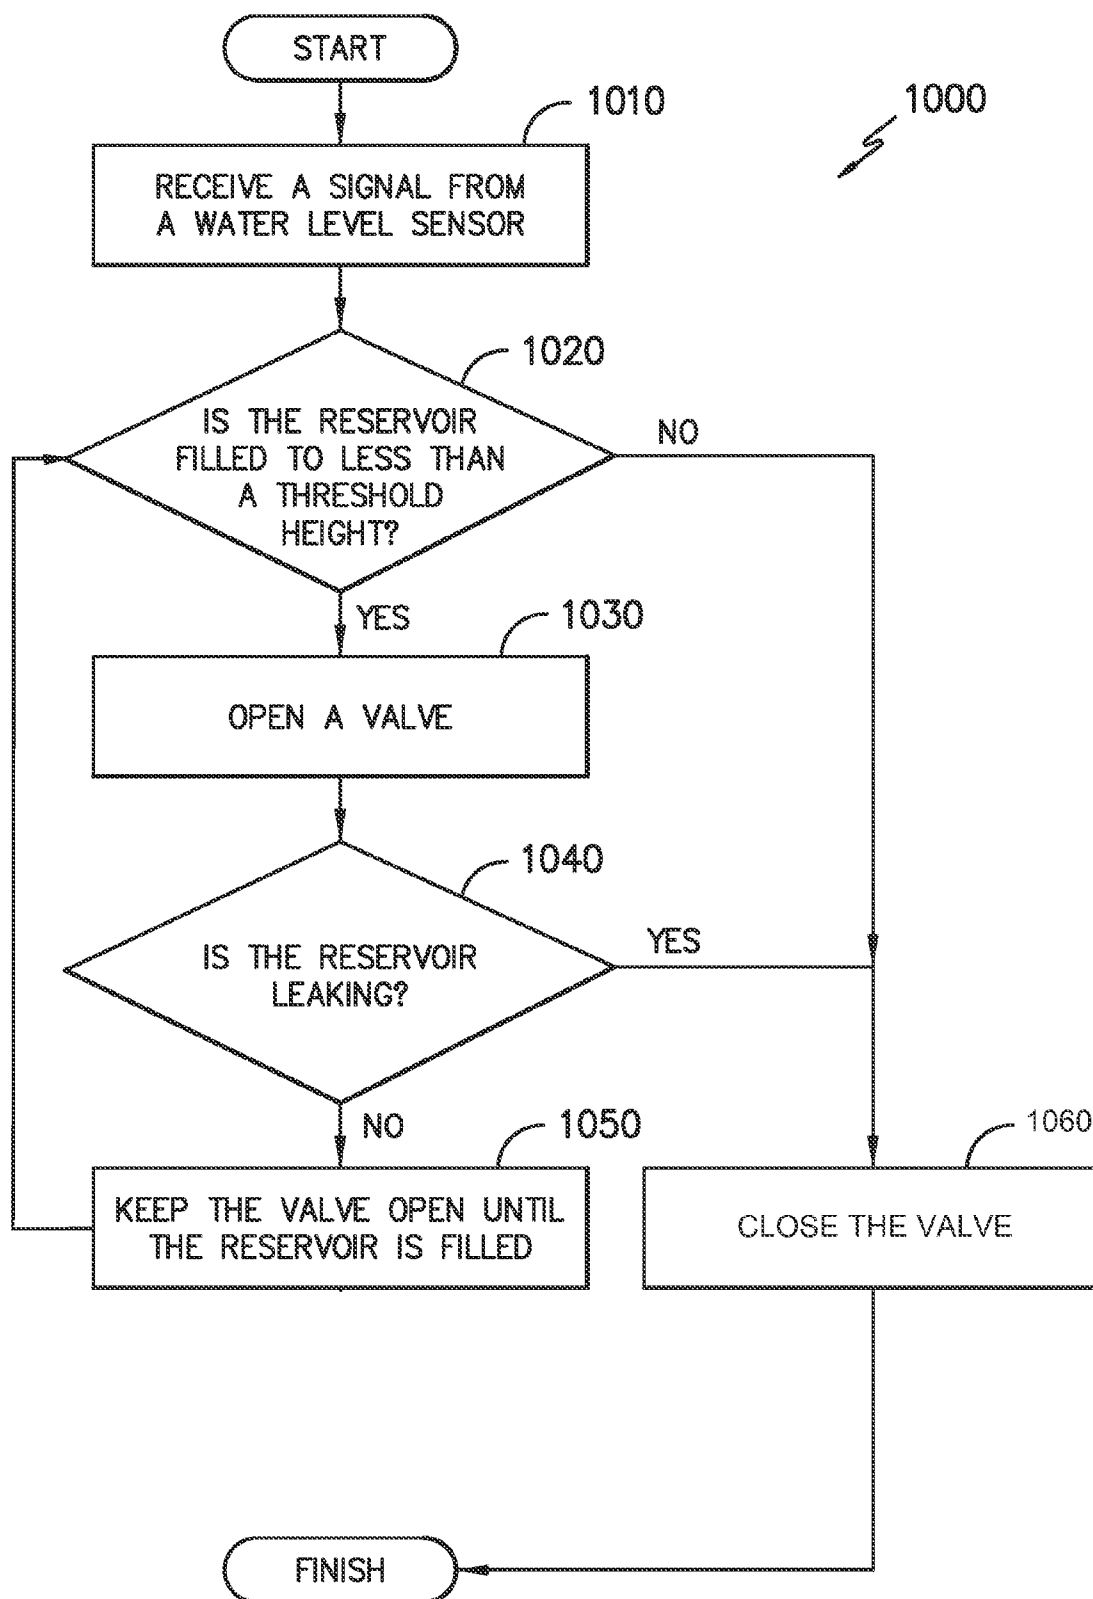 START
1010
1000
RECEIVE A SIGNAL FROM
A WATER LEVEL SENSOR
1020
IS THE RESERVOIR
FILLED TO LESS THAN
A THRESHOLD
HEIGHT?
NO
YES
1030
OPEN A VALVE
1040
IS THE RESERVOIR
LEAKING?
YES
NO
1050
1060
KEEP THE VALVE OPEN UNTIL
THE RESERVOIR IS FILLED
CLOSE THE VALVE
FINISH